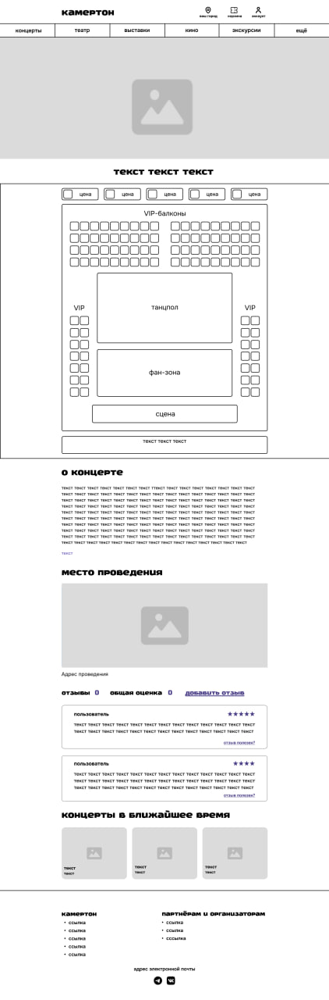 камертон
ваш город корзина аккаунт
концерты театр выставки кино экскурсии ещё
текст текст текст
цена цена цена цена цена
VIP-балконы
VIP VIP
танцпол
фан-зона
сцена
текст текст текст
о концерте
текст текст текст текст текст текст текст ттекст текст текст текст текст текст текст текст
текст текст текст текст текст текст текст текст текст текст текст текст текст текст текст
текст текст текст текст текст текст текст текст текст текст текст текст текст текст текст
текст текст текст текст текст текст текст текст текст текст текст текст текст текст текст
текст текст текст текст текст текст текст текст текст текст текст текст текст текст текст
текст текст текст текст текст текст текст текст текст текст текст текст текст текст текст
текст текст текст текст текст текст текст текст текст текст текст текст текст текст текст
текст текст текст текст текст текст текст текст текст текст текст текст текст текст текст
текст текст текст текст текст текст текст текст текст текст текст текст текст текст текст
текст текст текст текст текст текст текст текст текст текст текст текст текст текст
текст
место проведения
Адрес проведения
отзывы 0 общая оценка 0 добавить отзыв
пользователь
текст текст текст текст текст текст текст текст текст текст текст текст текст
текст текст текст текст текст текст текст текст текст текст текст текст текст
отзыв полезен?
пользователь
текст текст текст текст текст текст текст текст текст текст текст текст текст
текст текст текст текст текст текст текст текст текст текст текст текст текст
текст текст текст текст текст текст текст текст текст текст текст текст текст
отзыв полезен?
концерты в ближайшее время
текст текст текст
текст текст текст
камертон
• ссылка
• ссылка
• ссылка
• ссылка
• ссылка
партнёрам и организаторам
• ссылка
• ссылка
• сссылка
адрес электронной почты